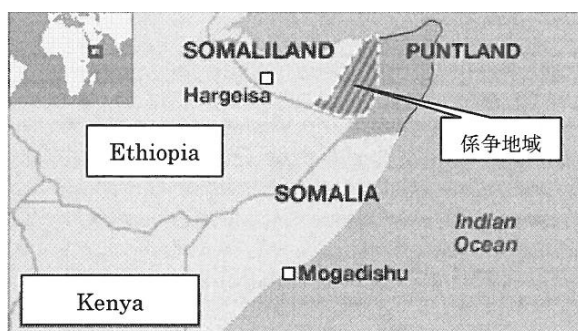 SOMALILAND
PUNTLAND
Hargeisa
係争地域
Ethiopia
SOMALIA
Indian
Ocean
Mogadishu
Kenya